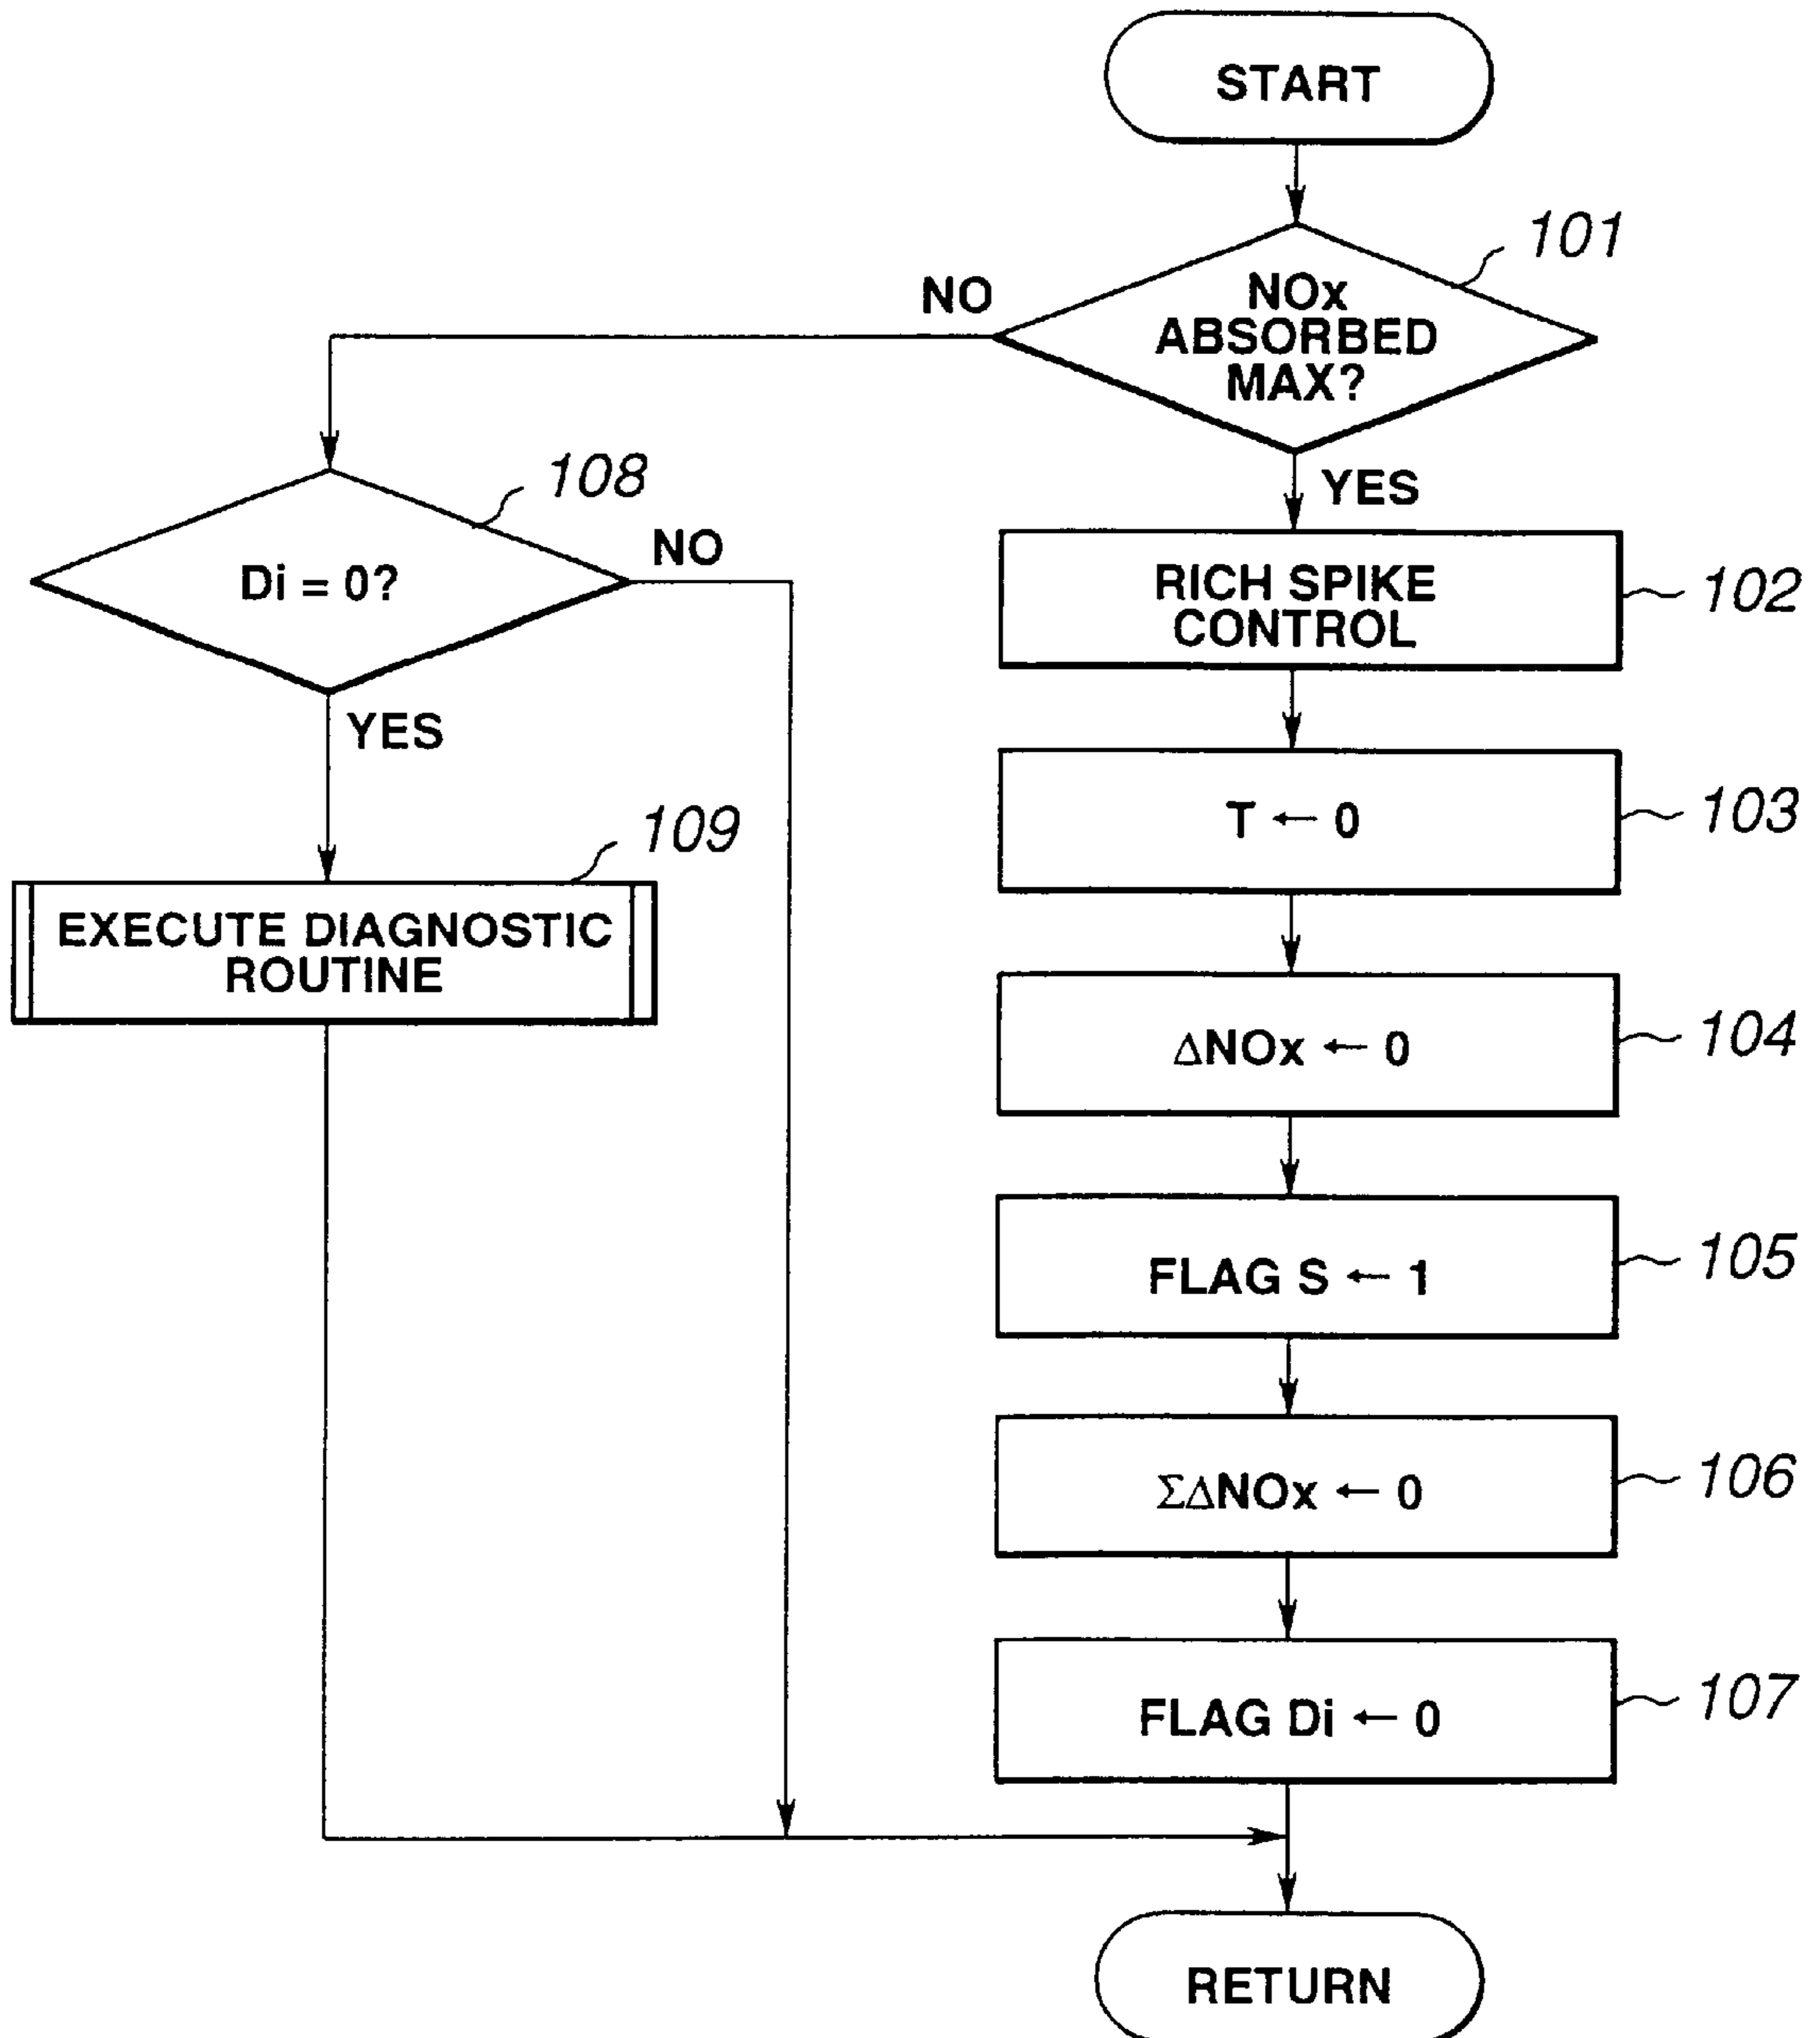 START
101
NO
NOx
ABSORBED
MAX?
YES
108
Di = 0?
NO
YES
RICH SPIKE
CONTROL
102
T ← 0
103
109
EXECUTE DIAGNOSTIC
ROUTINE
ΔNOx ← 0
104
FLAG S ← 1
105
ΣΔNOx ← 0
106
FLAG Di ← 0
107
RETURN